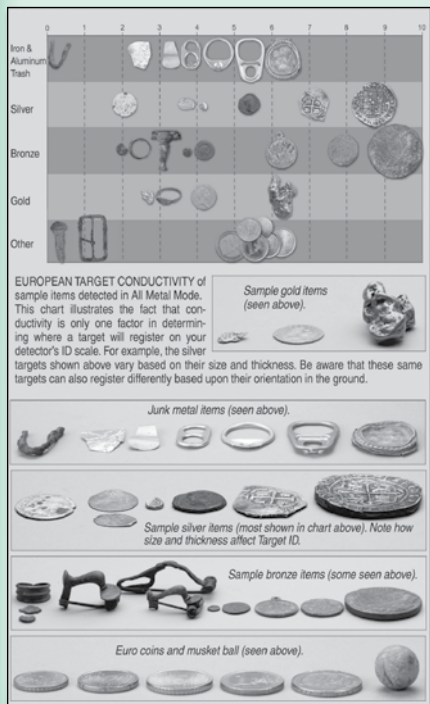 0 1 2 3 4 5 6 7 8 9 10
Iron &
Aluminum
Trash
Silver
Bronze
Gold
Other
EUROPEAN TARGET CONDUCTIVITY of
sample items detected in All Metal Mode.
This chart illustrates the fact that con-
ductivity is only one factor in determin-
ing where a target will register on your
detector's ID scale. For example, the silver
targets shown above vary based on their size and thickness. Be aware that these same
targets can also register differently based upon their orientation in the ground.
Sample gold items
(seen above).
Junk metal items (seen above).
Sample silver items (most shown in chart above). Note how
size and thickness affect Target ID.
Sample bronze items (some seen above).
Euro coins and musket ball (seen above).